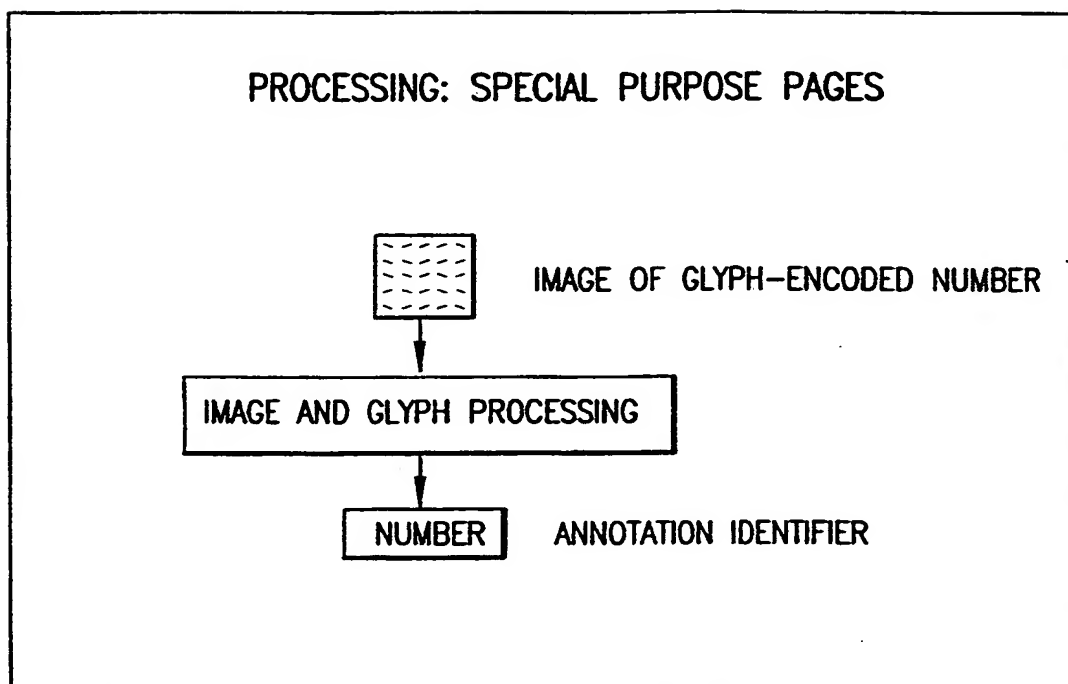 PROCESSING: SPECIAL PURPOSE PAGES
IMAGE OF GLYPH-ENCODED NUMBER
IMAGE AND GLYPH PROCESSING
NUMBER ANNOTATION IDENTIFIER